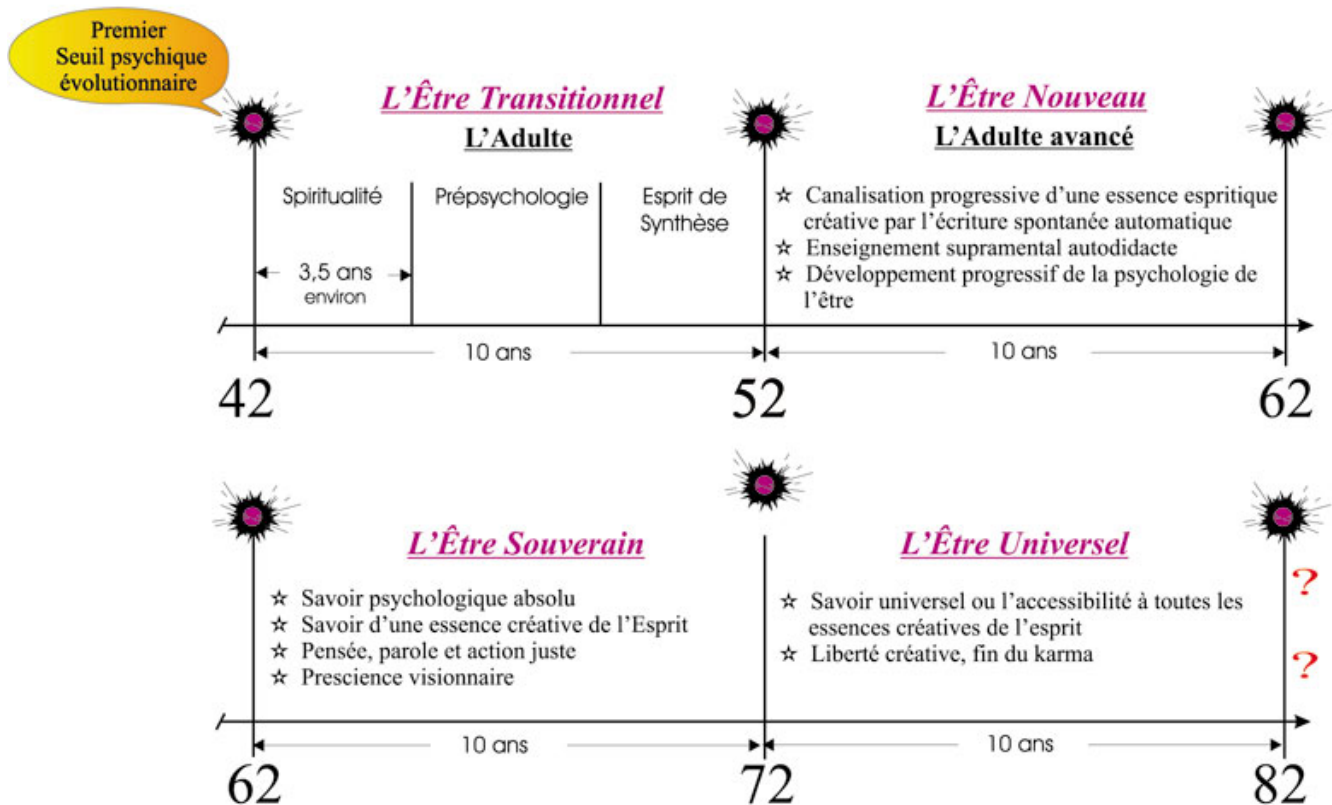 Premier
Seuil psychique
évolutionnaire
L'Être Transitionnel
L'Adulte
Spiritualité
Prépsychologie
Esprit de
Synthèse
3,5 ans
environ
L'Être Nouveau
L'Adulte avancé
☆ Canalisation progressive d'une essence espritique
créative par l'écriture spontanée automatique
☆ Enseignement supramental autodidacte
☆ Développement progressif de la psychologie de
l'être
10 ans
10 ans
42
52
62
L'Être Souverain
☆ Savoir psychologique absolu
☆ Savoir d'une essence créative de l'Esprit
☆ Pensée, parole et action juste
☆ Prescience visionnaire
L'Être Universel
☆ Savoir universel ou l'accessibilité à toutes les
essences créatives de l'esprit
☆ Liberté créative, fin du karma
?
?
10 ans
10 ans
62
72
82